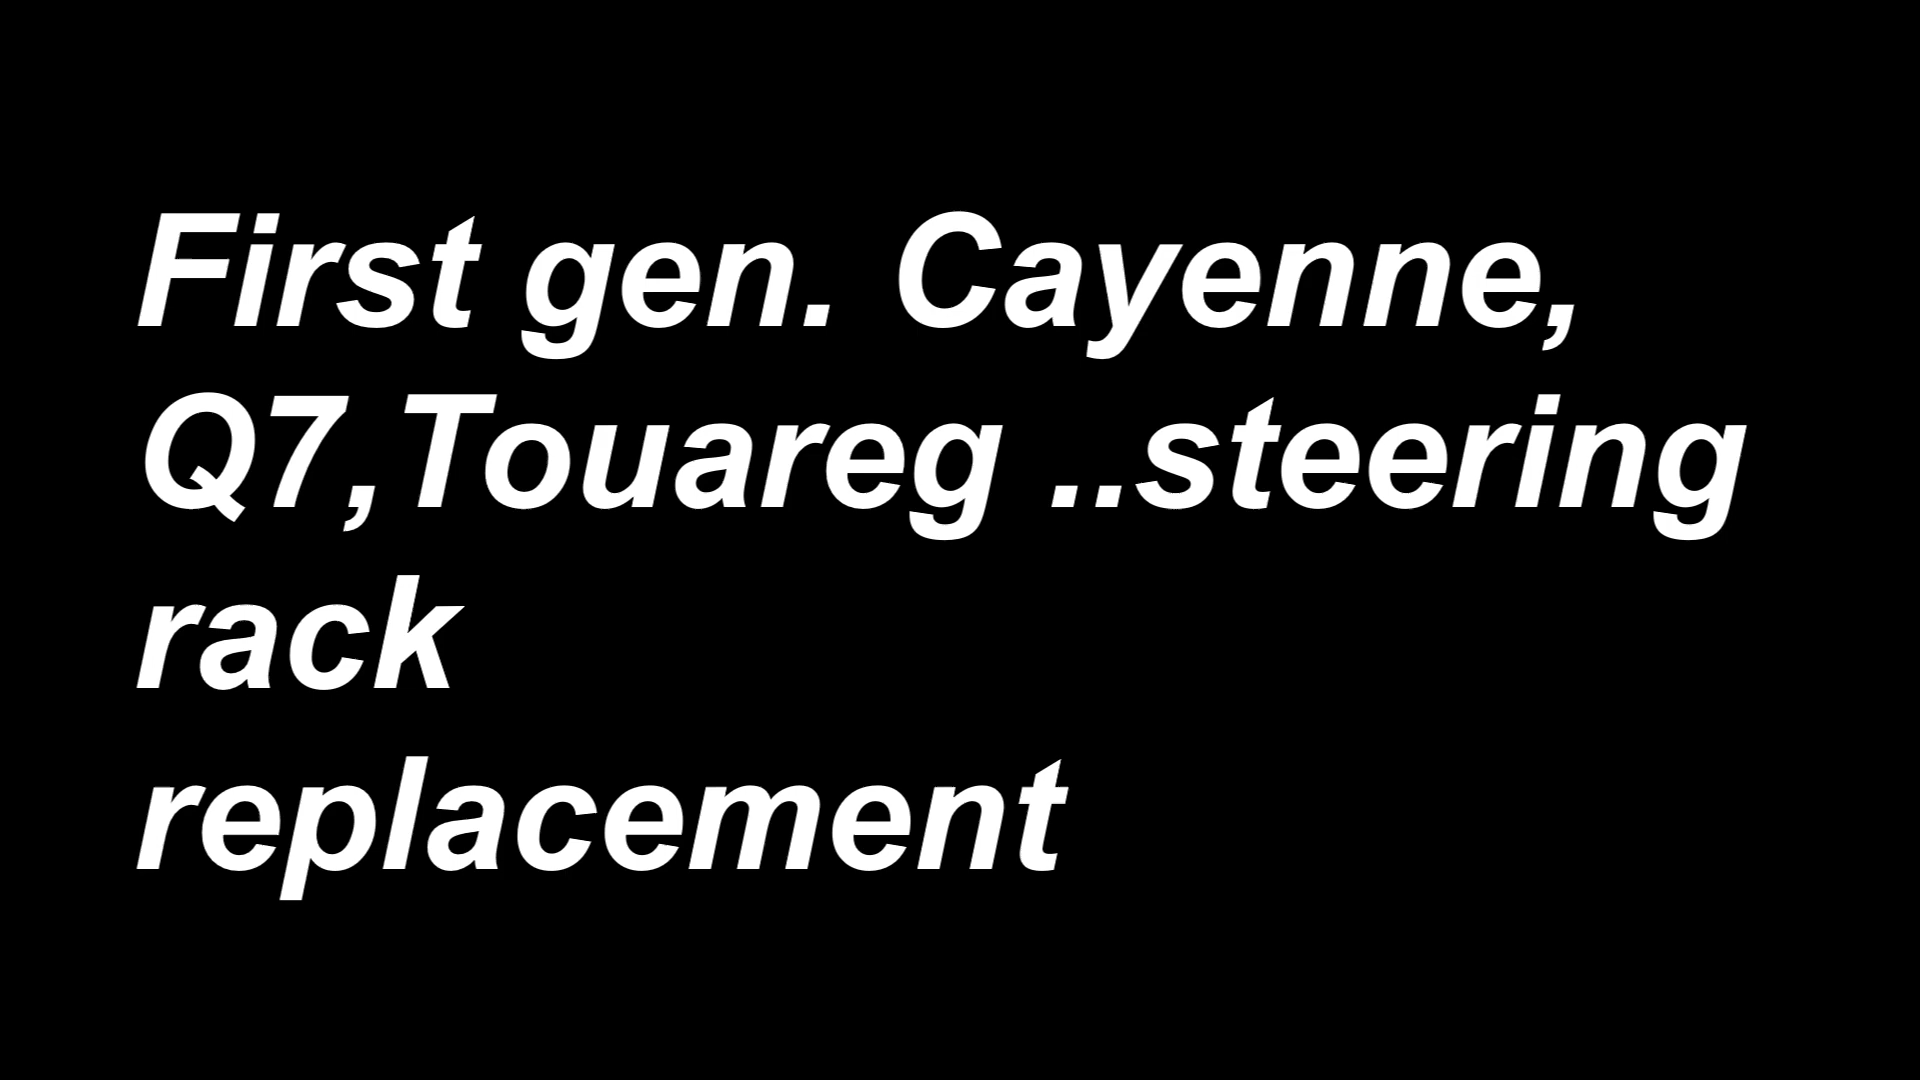 First gen. Cayenne,
Q7,Touareg ..steering
rack
replacement